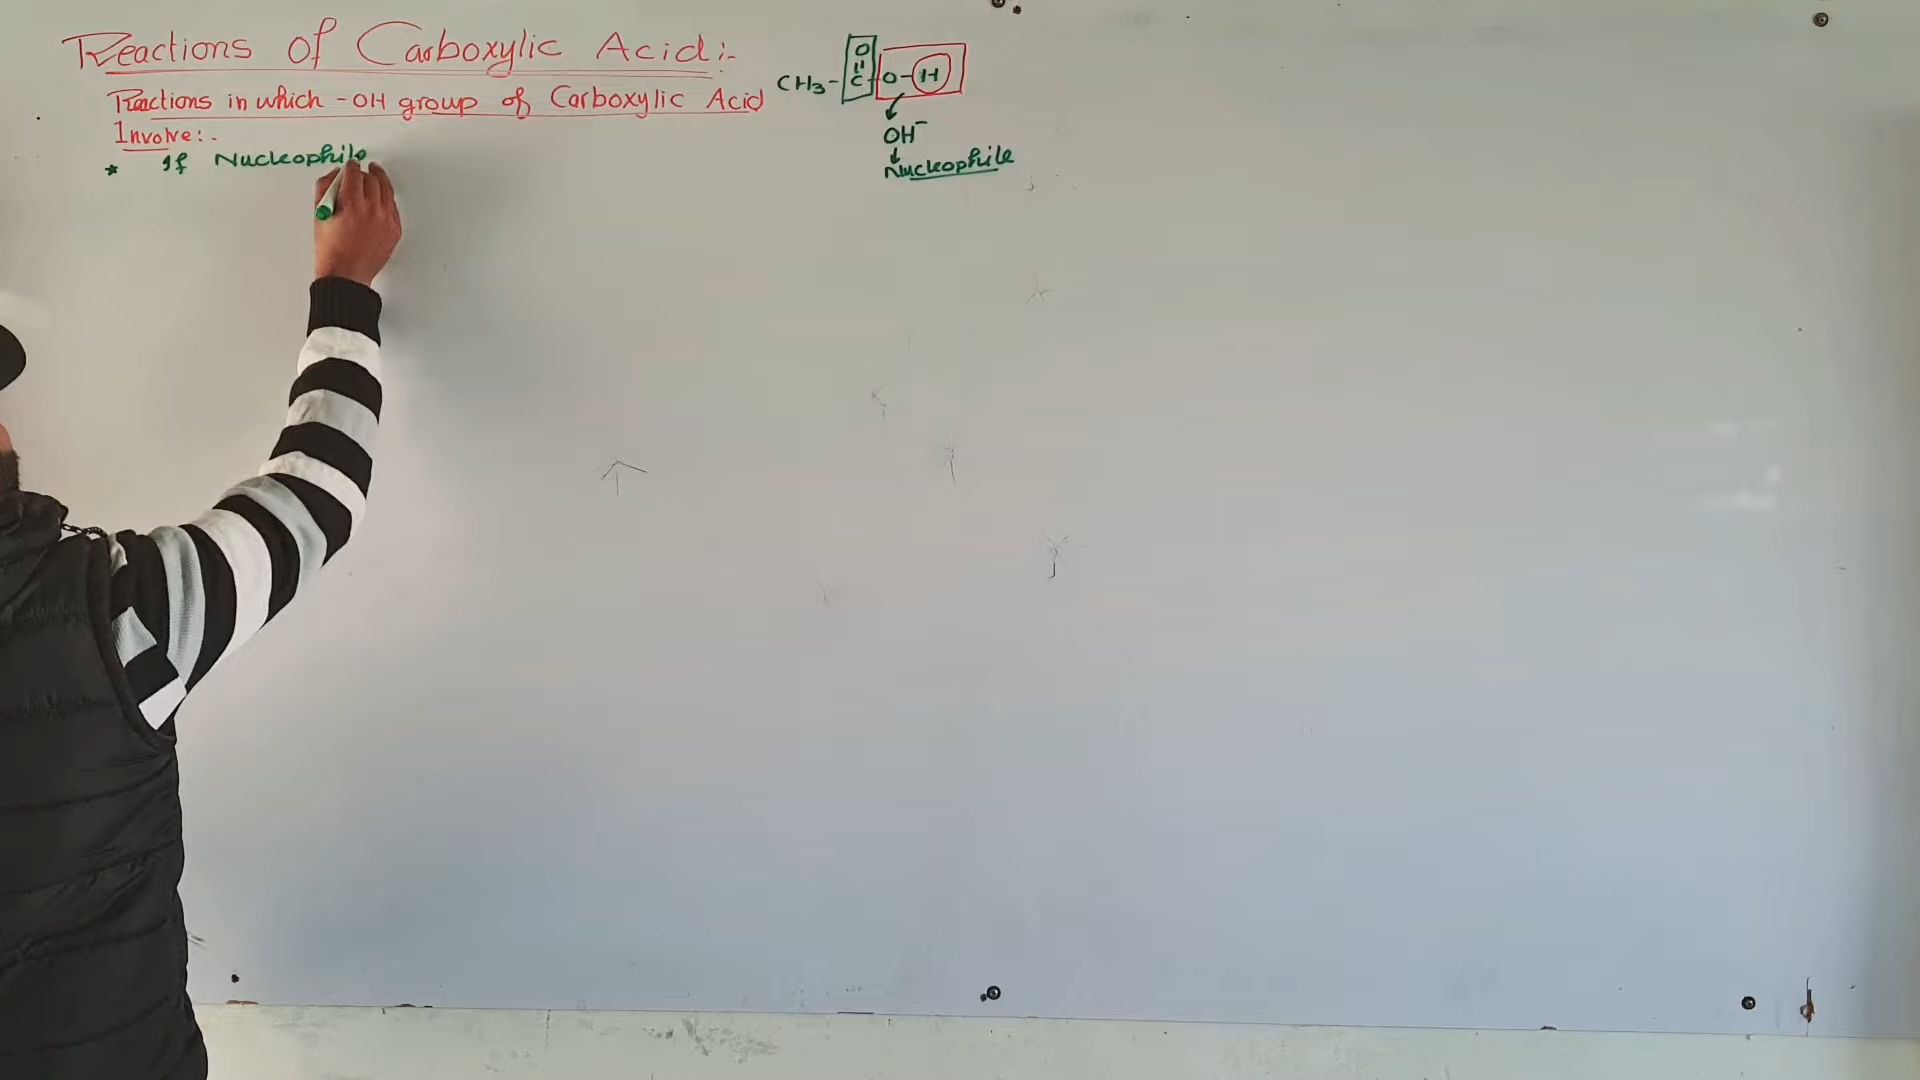 Reactions of Carboxylic Acid:-
Reactions in which -OH group of Carboxylic Acid
Involve:-
* If Nucleophile
O
||
CH3-C-O-H
OH⁻
Nucleophile